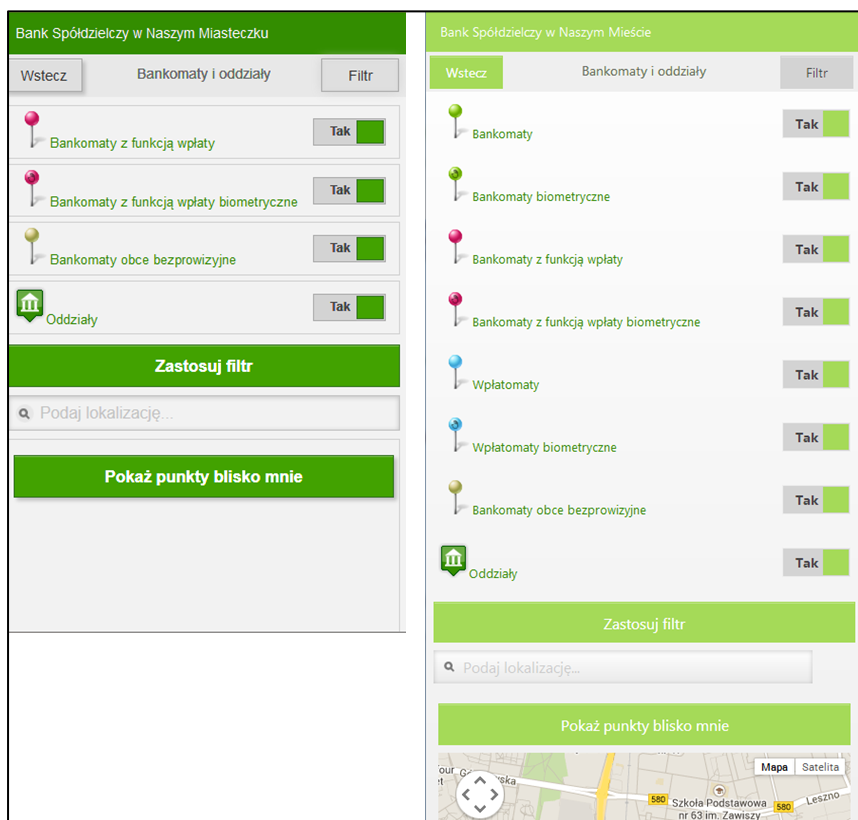 Bank Spółdzielczy w Naszym Miasteczku
Wstecz
Bankomaty i oddziały
Filtr
Bankomaty z funkcją wpłaty
Tak
Bankomaty z funkcją wpłaty biometryczne
Tak
Bankomaty obce bezprowizyjne
Tak
Oddziały
Tak
Zastosuj filtr
Podaj lokalizację...
Pokaż punkty blisko mnie
Bank Spółdzielczy w Naszym Mieście
Wstecz
Bankomaty i oddziały
Filtr
Bankomaty
Tak
Bankomaty biometryczne
Tak
Bankomaty z funkcją wpłaty
Tak
Bankomaty z funkcją wpłaty biometryczne
Tak
Wpłatomaty
Tak
Wpłatomaty biometryczne
Tak
Bankomaty obce bezprowizyjne
Tak
Oddziały
Tak
Zastosuj filtr
Podaj lokalizację...
Pokaż punkty blisko mnie
Mapa
Satelita
580
Szkoła Podstawowa
nr 63 im. Zawiszy
580
Leszno